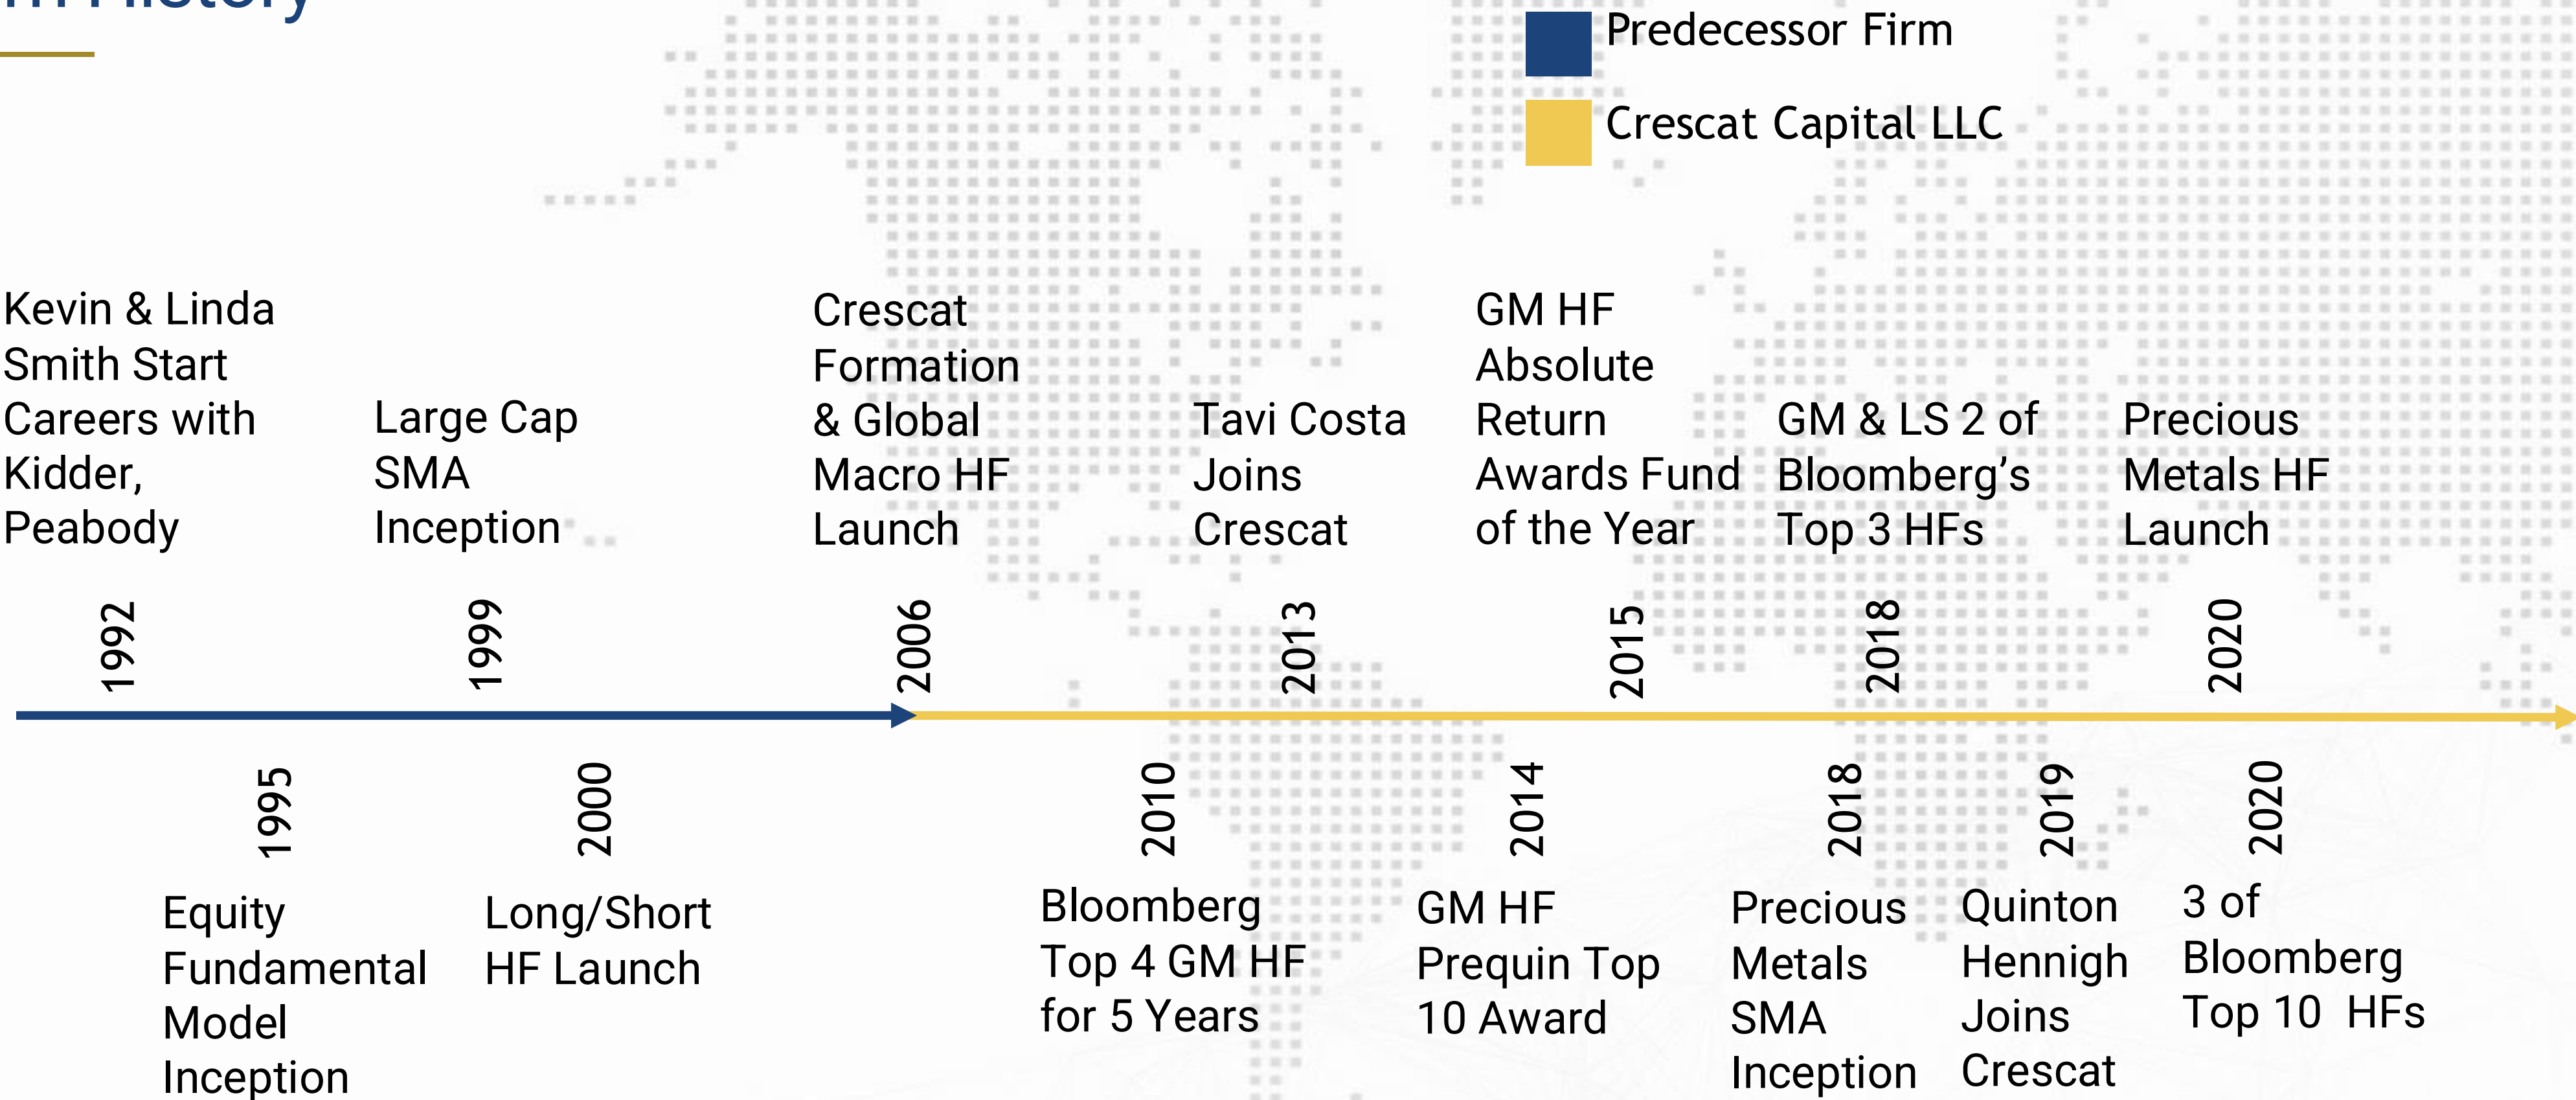 History
Predecessor Firm
Crescat Capital LLC
Kevin & Linda
Smith Start
Careers with
Kidder,
Peabody
Large Cap
SMA
Inception
Crescat
Formation
& Global
Macro HF
Launch
Tavi Costa
Joins
Crescat
GM HF
Absolute
Return
Awards Fund
of the Year
GM & LS 2 of
Bloomberg’s
Top 3 HFs
Precious
Metals HF
Launch
1992
1999
2006
2013
2015
2018
2020
1995
2000
2010
2014
2018
2019
2020
Equity
Fundamental
Model
Inception
Long/Short
HF Launch
Bloomberg
Top 4 GM HF
for 5 Years
GM HF
Prequin Top
10 Award
Precious
Metals
SMA
Inception
Quinton
Hennigh
Joins
Crescat
3 of
Bloomberg
Top 10  HFs